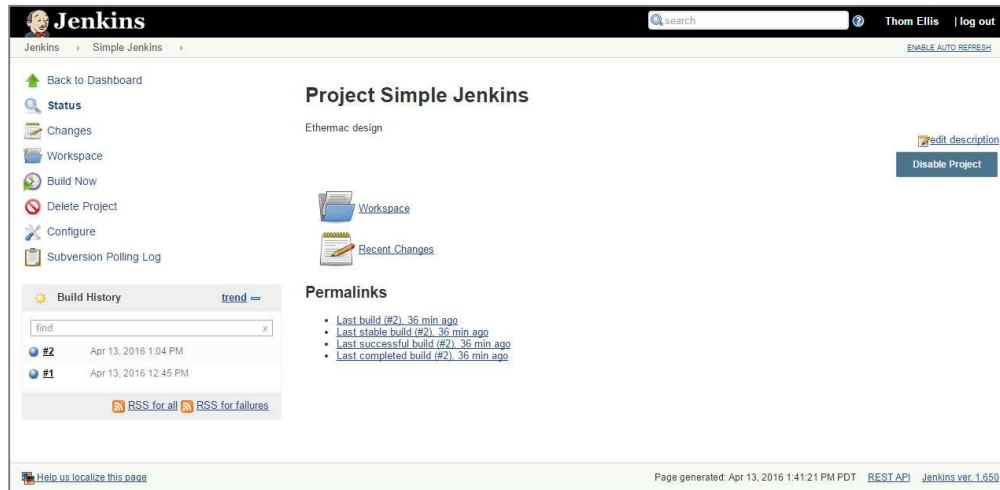 Jenkins
search
Thom Ellis | log out
Jenkins Simple Jenkins
ENABLE AUTO REFRESH
Back to Dashboard
Status
Changes
Workspace
Build Now
Delete Project
Configure
Subversion Polling Log
Build History trend
find x
#2 Apr 13, 2016 1:04 PM
#1 Apr 13, 2016 12:45 PM
RSS for all RSS for failures
Project Simple Jenkins
Ethermac design
edit description
Disable Project
Workspace
Recent Changes
Permalinks
Last build (#2), 36 min ago
Last stable build (#2), 36 min ago
Last successful build (#2), 36 min ago
Last completed build (#2), 36 min ago
Help us localize this page
Page generated: Apr 13, 2016 1:41:21 PM PDT REST API Jenkins ver. 1.650